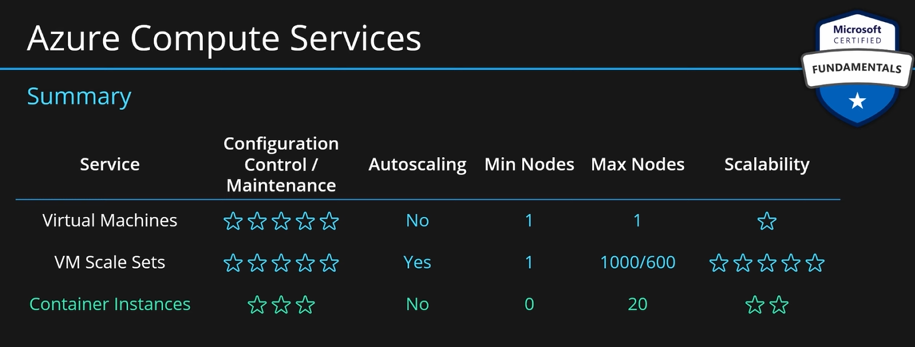 Azure Compute Services
Microsoft
CERTIFIED
FUNDAMENTALS
Summary
Service Configuration Control / Maintenance Autoscaling Min Nodes Max Nodes Scalability
Virtual Machines No 1 1
VM Scale Sets Yes 1 1000/600
Container Instances No 0 20